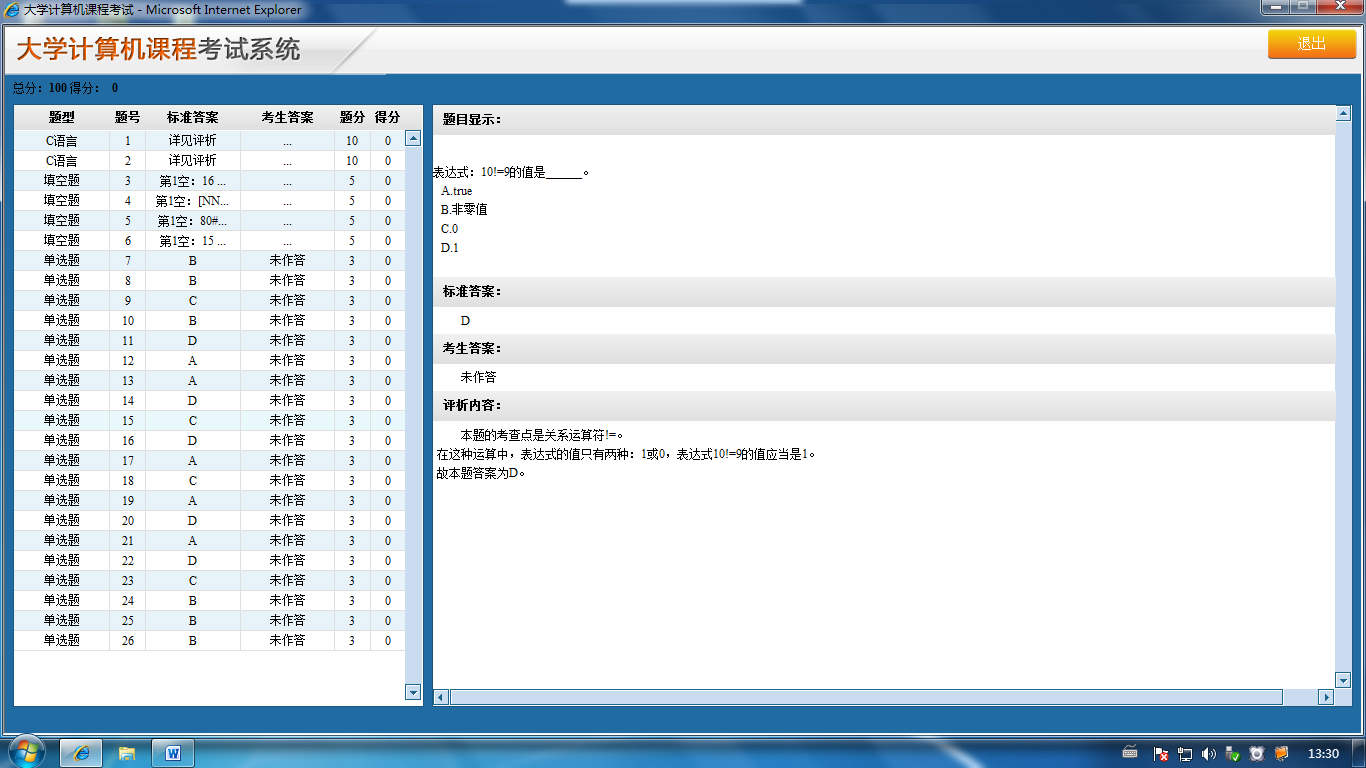 大学计算机课程考试 - Microsoft Internet Explorer
大学计算机课程考试系统
退出
总分：100 得分： 0
题型 题号 标准答案 考生答案 题分 得分
C语言 1 详见评析 ... 10 0
C语言 2 详见评析 ... 10 0
填空题 3 第1空：16 ... ... 5 0
填空题 4 第1空：[NN... ... 5 0
填空题 5 第1空：80#... ... 5 0
填空题 6 第1空：15 ... ... 5 0
单选题 7 B 未作答 3 0
单选题 8 B 未作答 3 0
单选题 9 C 未作答 3 0
单选题 10 B 未作答 3 0
单选题 11 D 未作答 3 0
单选题 12 A 未作答 3 0
单选题 13 A 未作答 3 0
单选题 14 D 未作答 3 0
单选题 15 C 未作答 3 0
单选题 16 D 未作答 3 0
单选题 17 A 未作答 3 0
单选题 18 C 未作答 3 0
单选题 19 A 未作答 3 0
单选题 20 D 未作答 3 0
单选题 21 A 未作答 3 0
单选题 22 D 未作答 3 0
单选题 23 C 未作答 3 0
单选题 24 B 未作答 3 0
单选题 25 B 未作答 3 0
单选题 26 B 未作答 3 0
题目显示：
表达式：10!=9的值是______。
A.true
B.非零值
C.0
D.1
标准答案：
D
考生答案：
未作答
评析内容：
本题的考查点是关系运算符!=。
在这种运算中，表达式的值只有两种：1或0，表达式10!=9的值应当是1。
故本题答案为D。
13:30